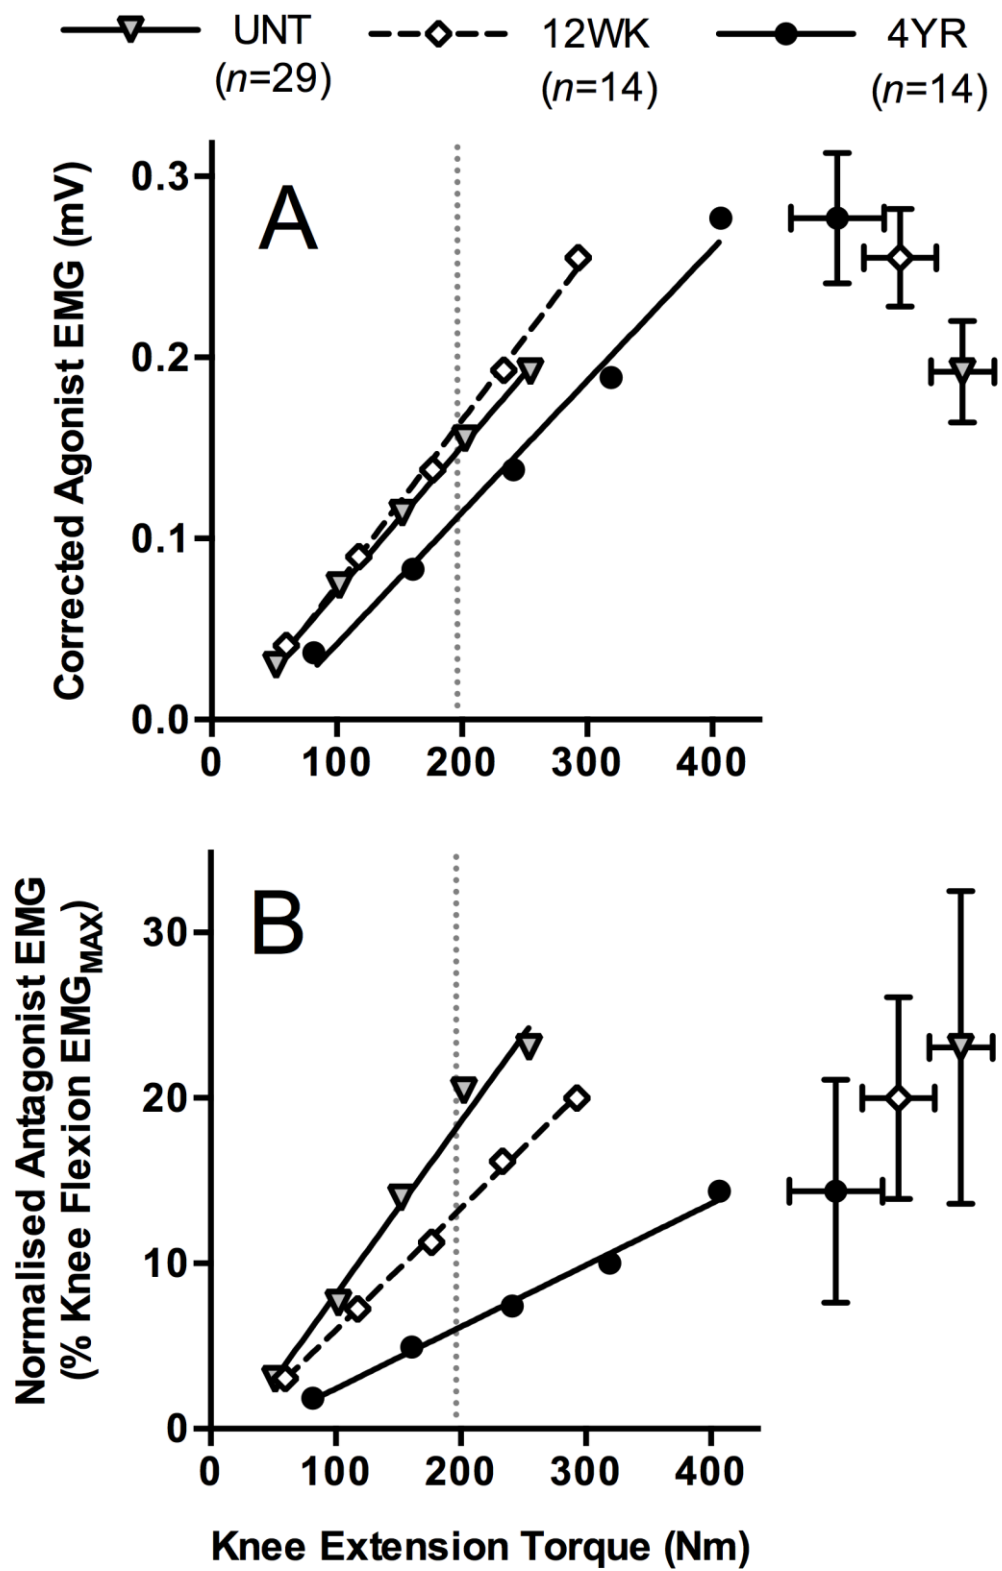 UNT 12WK 4YR
(n=29) (n=14) (n=14)
A
Corrected Agonist EMG (mV)
0.3
0.2
0.1
0.0
0 100 200 300 400
B
Normalised Antagonist EMG
(% Knee Flexion EMGMAX)
30
20
10
0
0 100 200 300 400
Knee Extension Torque (Nm)